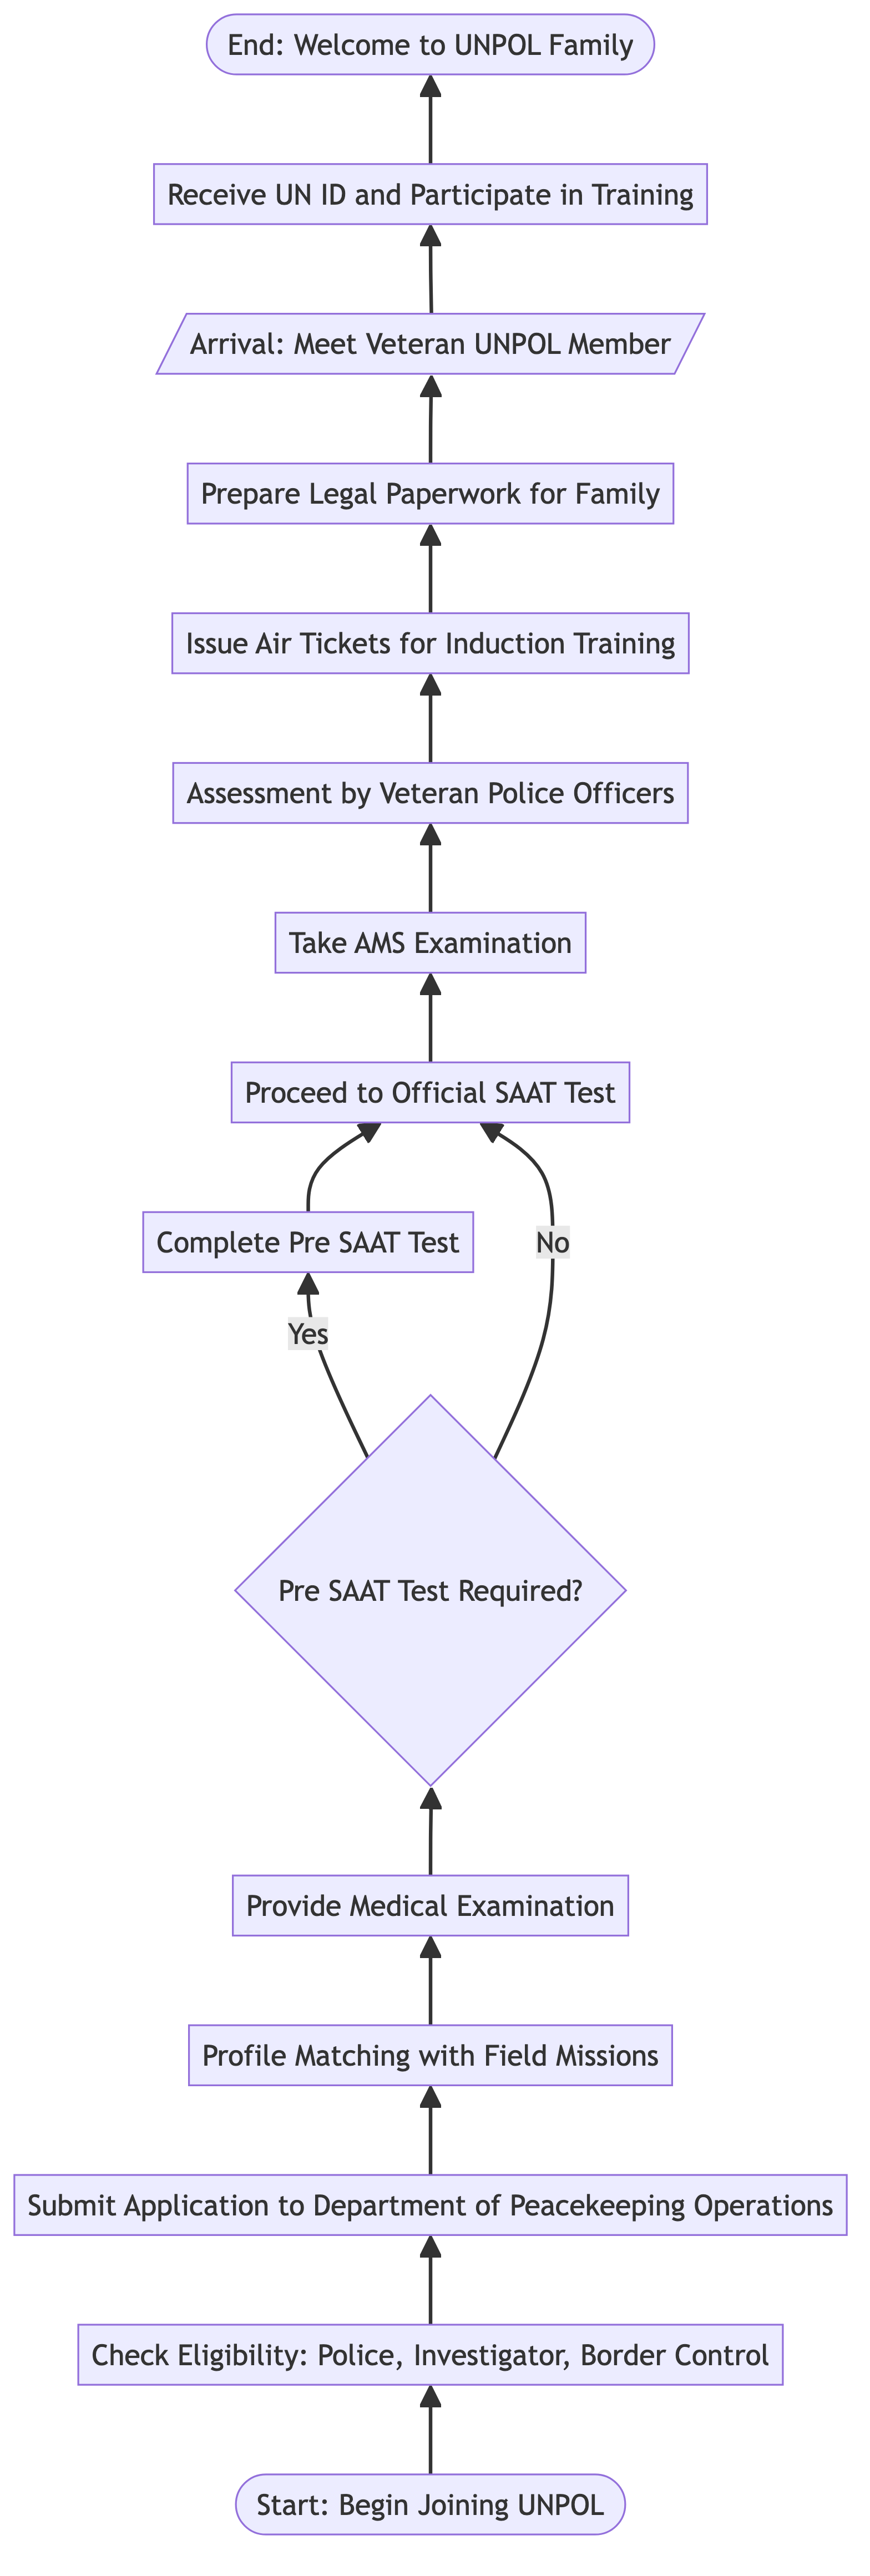 End: Welcome to UNPOL Family
Receive UN ID and Participate in Training
Arrival: Meet Veteran UNPOL Member
Prepare Legal Paperwork for Family
Issue Air Tickets for Induction Training
Assessment by Veteran Police Officers
Take AMS Examination
Proceed to Official SAAT Test
Complete Pre SAAT Test
No
Yes
Pre SAAT Test Required?
Provide Medical Examination
Profile Matching with Field Missions
Submit Application to Department of Peacekeeping Operations
Check Eligibility: Police, Investigator, Border Control
Start: Begin Joining UNPOL